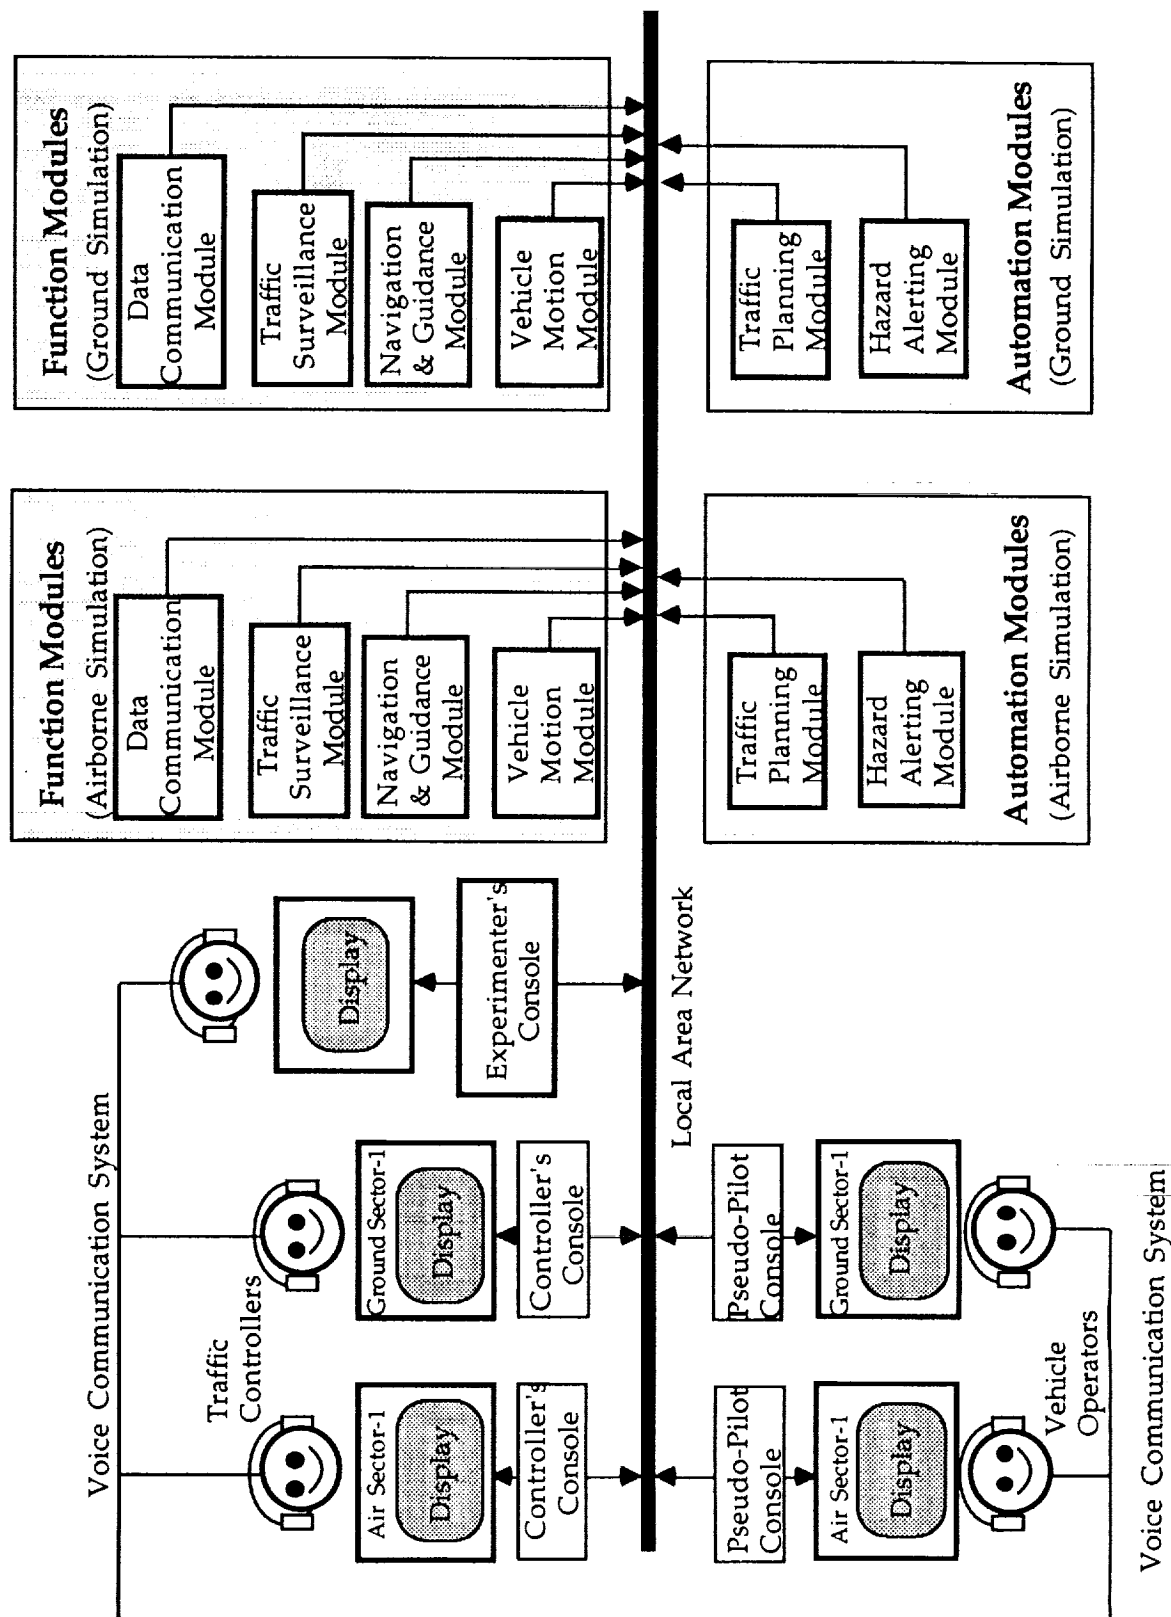 Voice Communication System
Traffic
Controllers
Air Sector-1
Display
Controller's
Console
Ground Sector-1
Display
Controller's
Console
Display
Experimenter's
Console
Function Modules
(Airborne Simulation)
Data
Communication
Module
Traffic
Surveillance
Module
Navigation
& Guidance
Module
Vehicle
Motion
Module
Function Modules
(Ground Simulation)
Data
Communication
Module
Traffic
Surveillance
Module
Navigation
& Guidance
Module
Vehicle
Motion
Module
Local Area Network
Pseudo-Pilot
Console
Air Sector-1
Display
Pseudo-Pilot
Console
Ground Sector-1
Display
Vehicle
Operators
Voice Communication System
Traffic
Planning
Module
Hazard
Alerting
Module
Automation Modules
(Airborne Simulation)
Traffic
Planning
Module
Hazard
Alerting
Module
Automation Modules
(Ground Simulation)